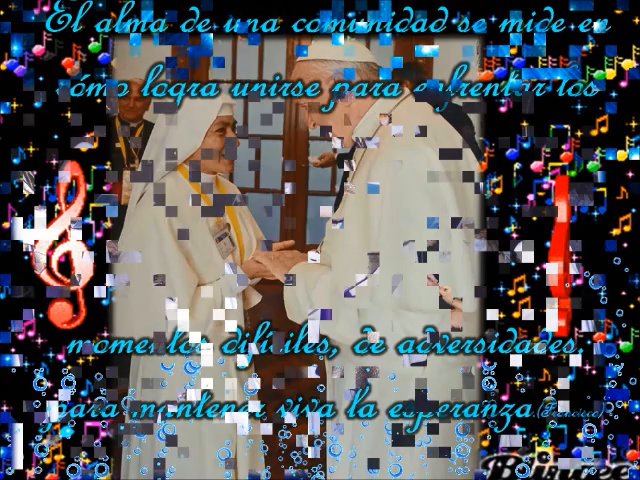 El alma de una comunidad se mide en
cómo logra unirse para enfrentar los
momentos difíciles, de adversidades,
para mantener viva la esperanza.(Francisco)